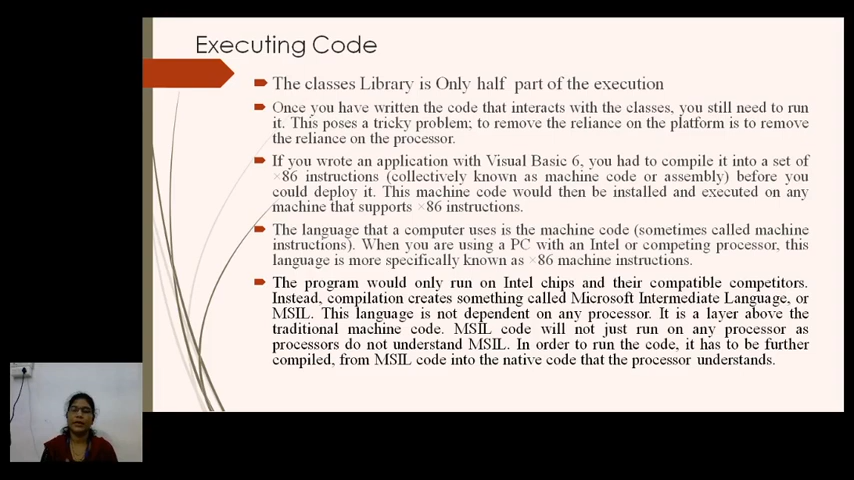 Executing Code
The classes Library is Only half part of the execution
Once you have written the code that interacts with the classes, you still need to run
it. This poses a tricky problem; to remove the reliance on the platform is to remove
the reliance on the processor.
If you wrote an application with Visual Basic 6, you had to compile it into a set of
×86 instructions (collectively known as machine code or assembly) before you
could deploy it. This machine code would then be installed and executed on any
machine that supports ×86 instructions.
The language that a computer uses is the machine code (sometimes called machine
instructions). When you are using a PC with an Intel or competing processor, this
language is more specifically known as ×86 machine instructions.
The program would only run on Intel chips and their compatible competitors.
Instead, compilation creates something called Microsoft Intermediate Language, or
MSIL. This language is not dependent on any processor. It is a layer above the
traditional machine code. MSIL code will not just run on any processor as
processors do not understand MSIL. In order to run the code, it has to be further
compiled, from MSIL code into the native code that the processor understands.